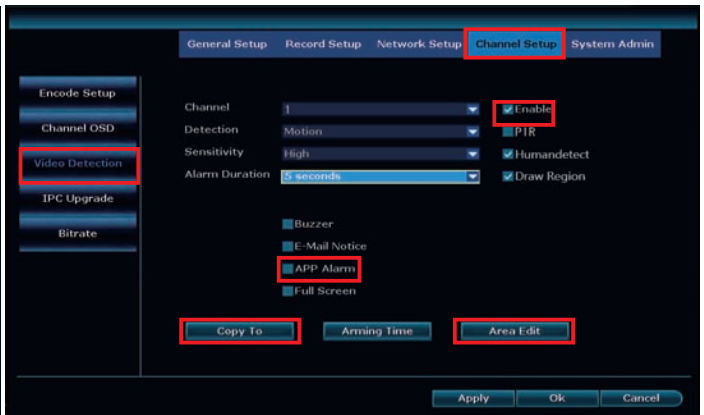 General Setup Record Setup Network Setup Channel Setup System Admin
Encode Setup
Channel OSD
Video Detection
IPC Upgrade
Bitrate
Channel 1 Enable
Detection Motion PIR
Sensitivity High Humandetect
Alarm Duration 5 seconds Draw Region
Buzzer
E-Mail Notice
APP Alarm
Full Screen
Copy To Arming Time Area Edit
Apply Ok Cancel